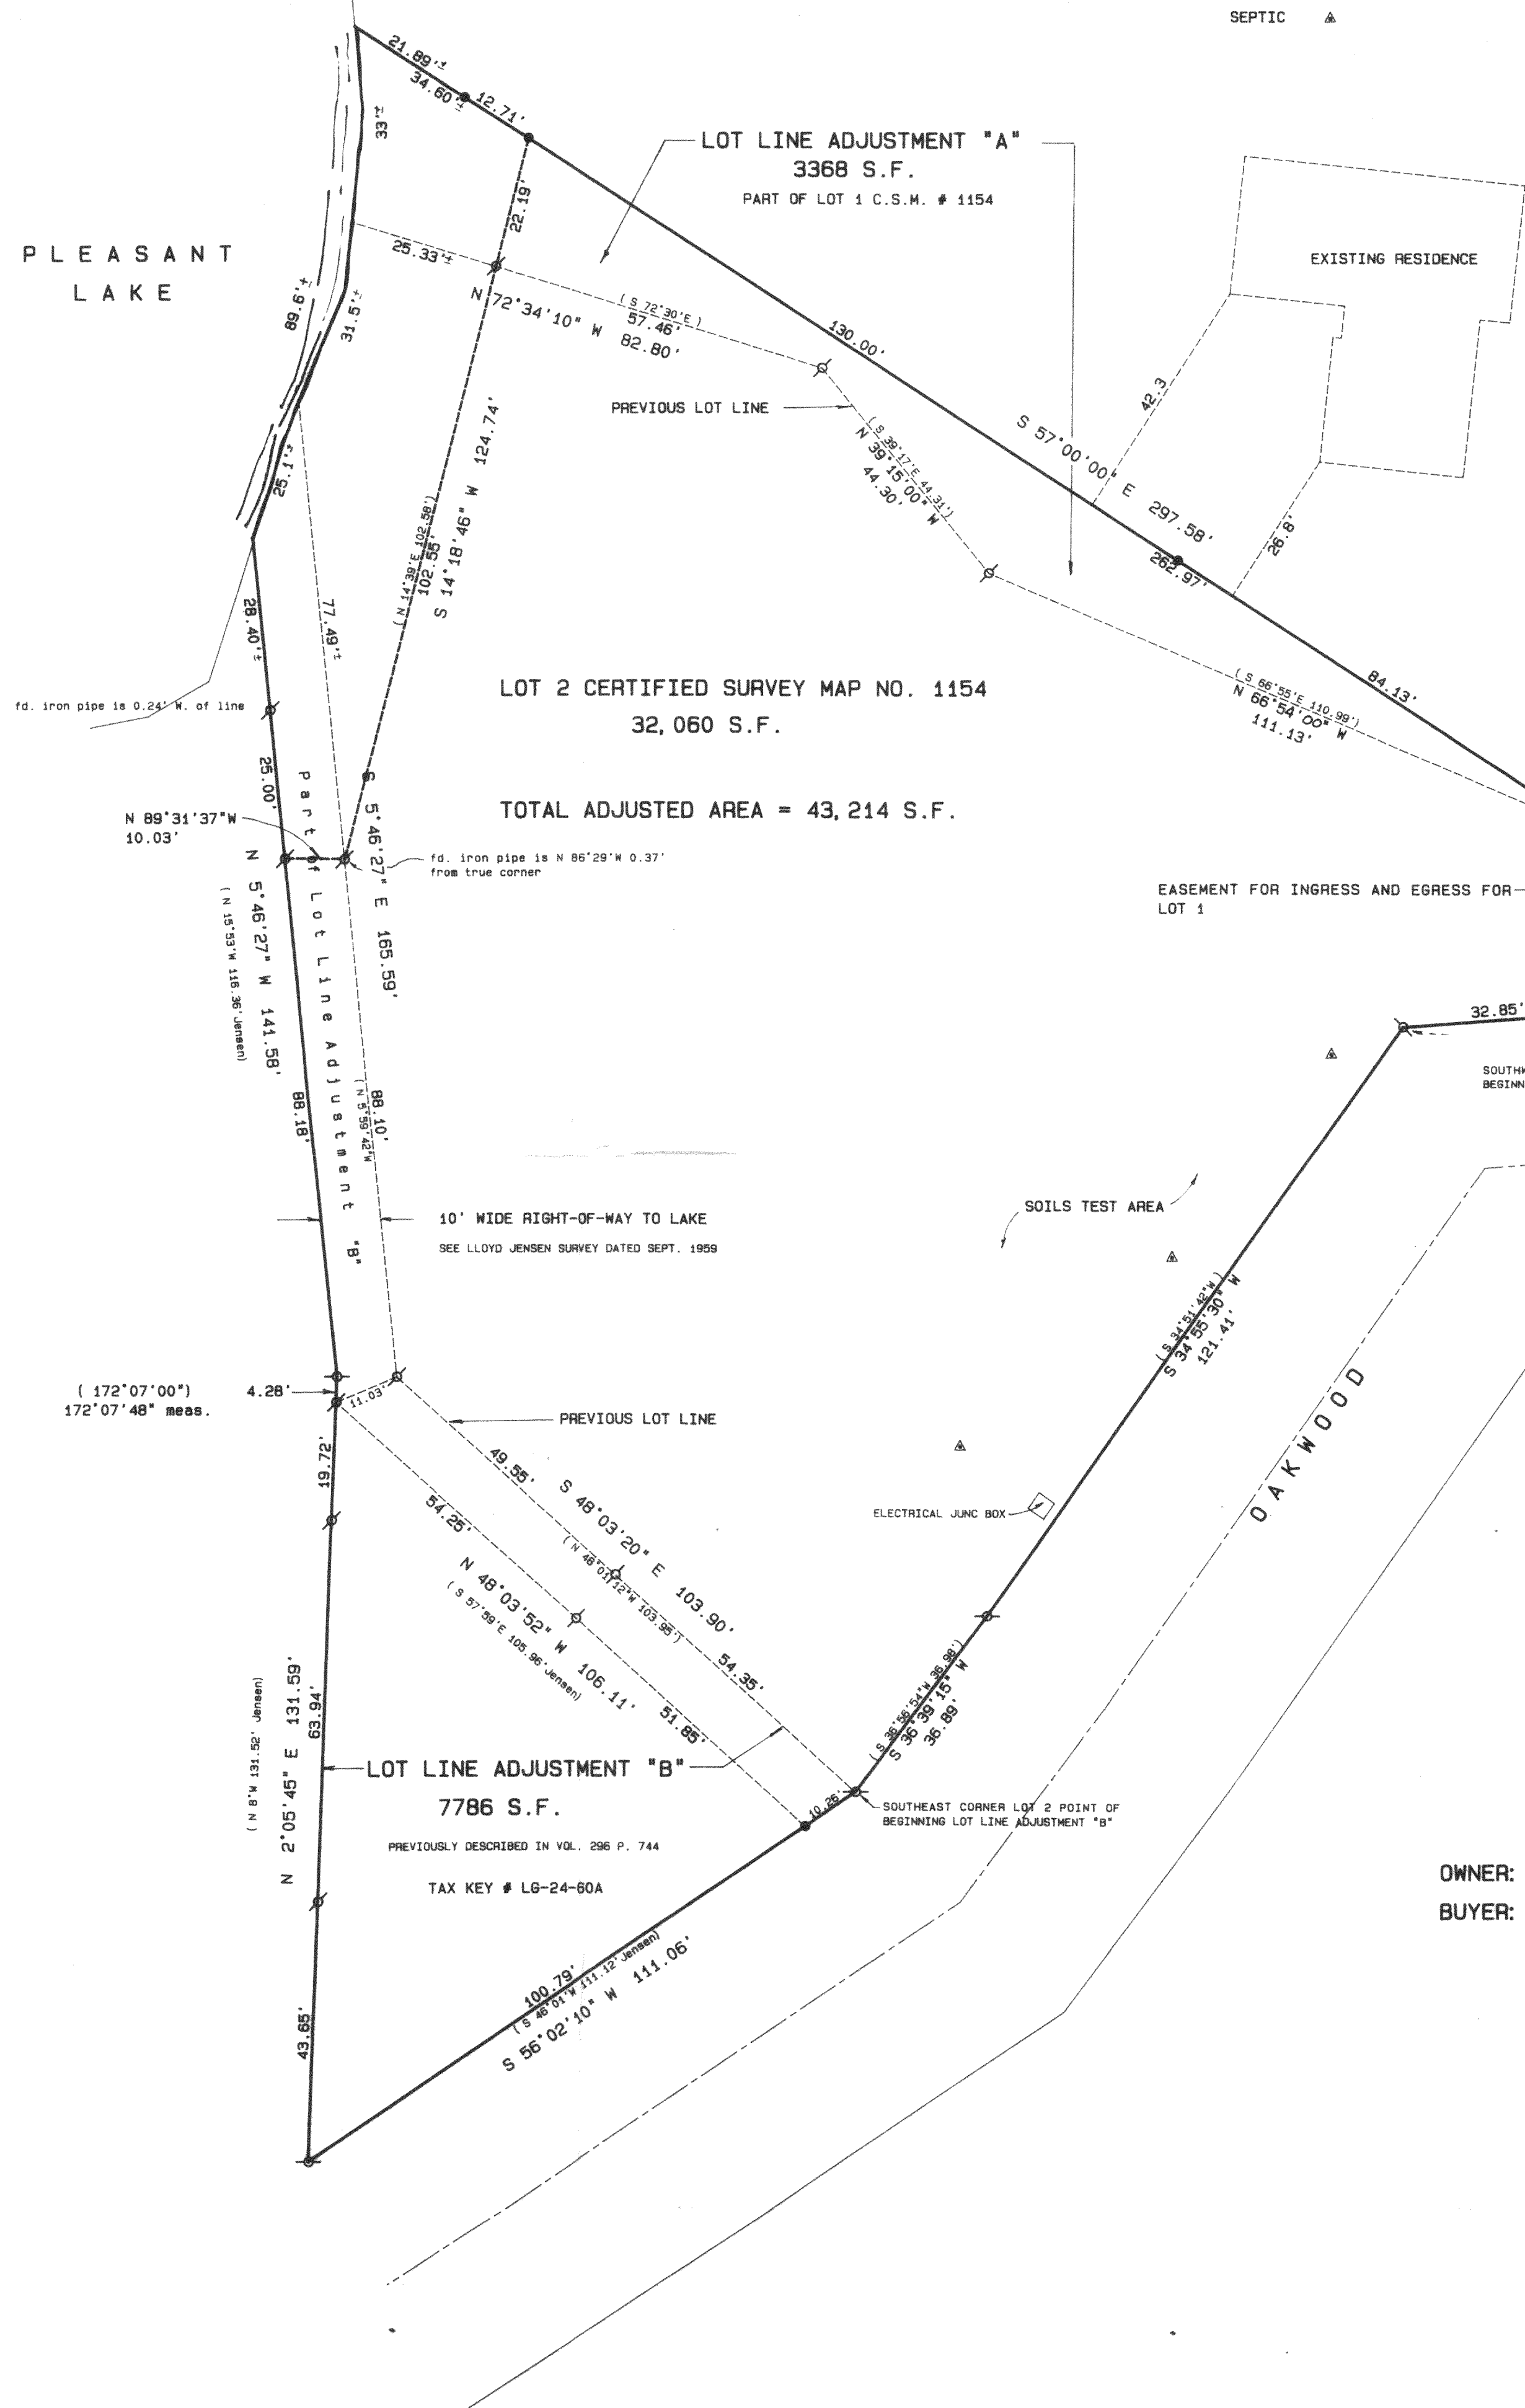 SEPTIC
21.89'±
34.60'±
12.71'
33'±
LOT LINE ADJUSTMENT "A"
3368 S.F.
PART OF LOT 1 C.S.M. # 1154
22.19'
PLEASANT
LAKE
25.33'±
EXISTING RESIDENCE
89.6'±
31.5'±
( S 72°30'E )
57.46'
N 72°34'10" W 82.80'
130.00'
42.3
PREVIOUS LOT LINE
( S 39°17'E 44.31')
N 39°15'00" W
44.30'
S 57°00'00" E 297.58'
262.97'
26.8'
25.1'±
( N 14°39'E 102.58')
102.55'
S 14°18'46" W 124.74'
28.40'±
77.49'±
84.13'
( S 66°55'E 110.99')
N 66°54'00" W
111.13'
LOT 2 CERTIFIED SURVEY MAP NO. 1154
32,060 S.F.
fd. iron pipe is 0.24' W. of line
25.00'
TOTAL ADJUSTED AREA = 43,214 S.F.
N 89°31'37"W
10.03'
fd. iron pipe is N 86°29'W 0.37'
from true corner
S 5°46'27" E 165.59'
Part of Lot Line Adjustment "B"
N 5°46'27" W 141.58'
( N 15°53'W 116.36' Jensen)
EASEMENT FOR INGRESS AND EGRESS FOR
LOT 1
32.85'
SOUTHW
BEGINN
88.18'
88.10'
( N 5°59'42"W
10' WIDE RIGHT-OF-WAY TO LAKE
SEE LLOYD JENSEN SURVEY DATED SEPT. 1959
SOILS TEST AREA
( S 34°51'42"W )
S 34°55'30" W
121.41'
( 172°07'00")
172°07'48" meas.
4.28'
11.03'
PREVIOUS LOT LINE
OAKWOOD
19.72'
49.55'
54.25'
S 48°03'20" E 103.90'
( N 48°01'12"W 103.95')
ELECTRICAL JUNC BOX
N 48°03'52" W 106.11'
( S 57°59'E 105.96' Jensen)
54.35'
51.85'
( S 36°56'54"W 36.98')
S 36°39'15" W
36.89'
N 2°05'45" E 131.59'
63.94'
( N 8°W 131.52' Jensen)
LOT LINE ADJUSTMENT "B"
7786 S.F.
PREVIOUSLY DESCRIBED IN VOL. 296 P. 744
TAX KEY # LG-24-60A
10.26'
SOUTHEAST CORNER LOT 2 POINT OF
BEGINNING LOT LINE ADJUSTMENT "B"
OWNER:
BUYER:
43.65'
100.79'
( S 46°01'W 111.12' Jensen)
S 56°02'10" W 111.06'